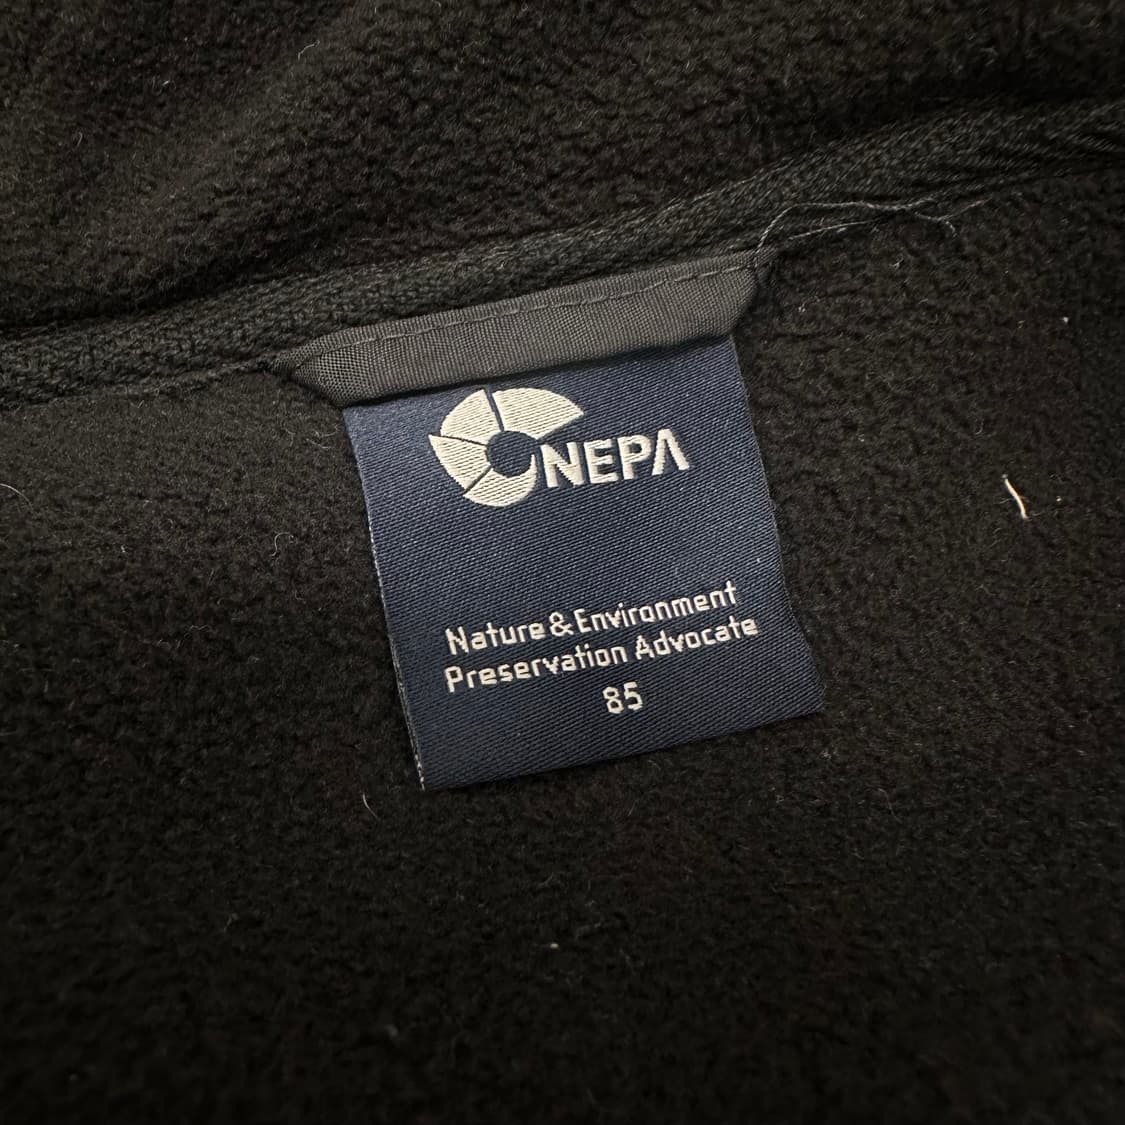 NEPA
Nature & Environment
Preservation Advocate
85